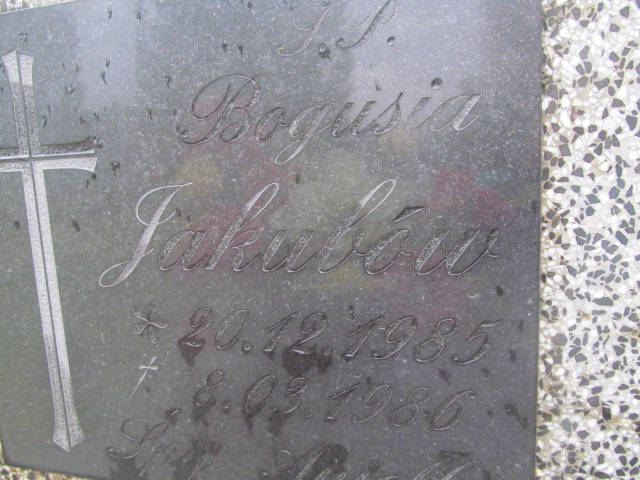 Ś.P.
Bogusia
Jakubów
* 20.12.1985
† 8.03.1986